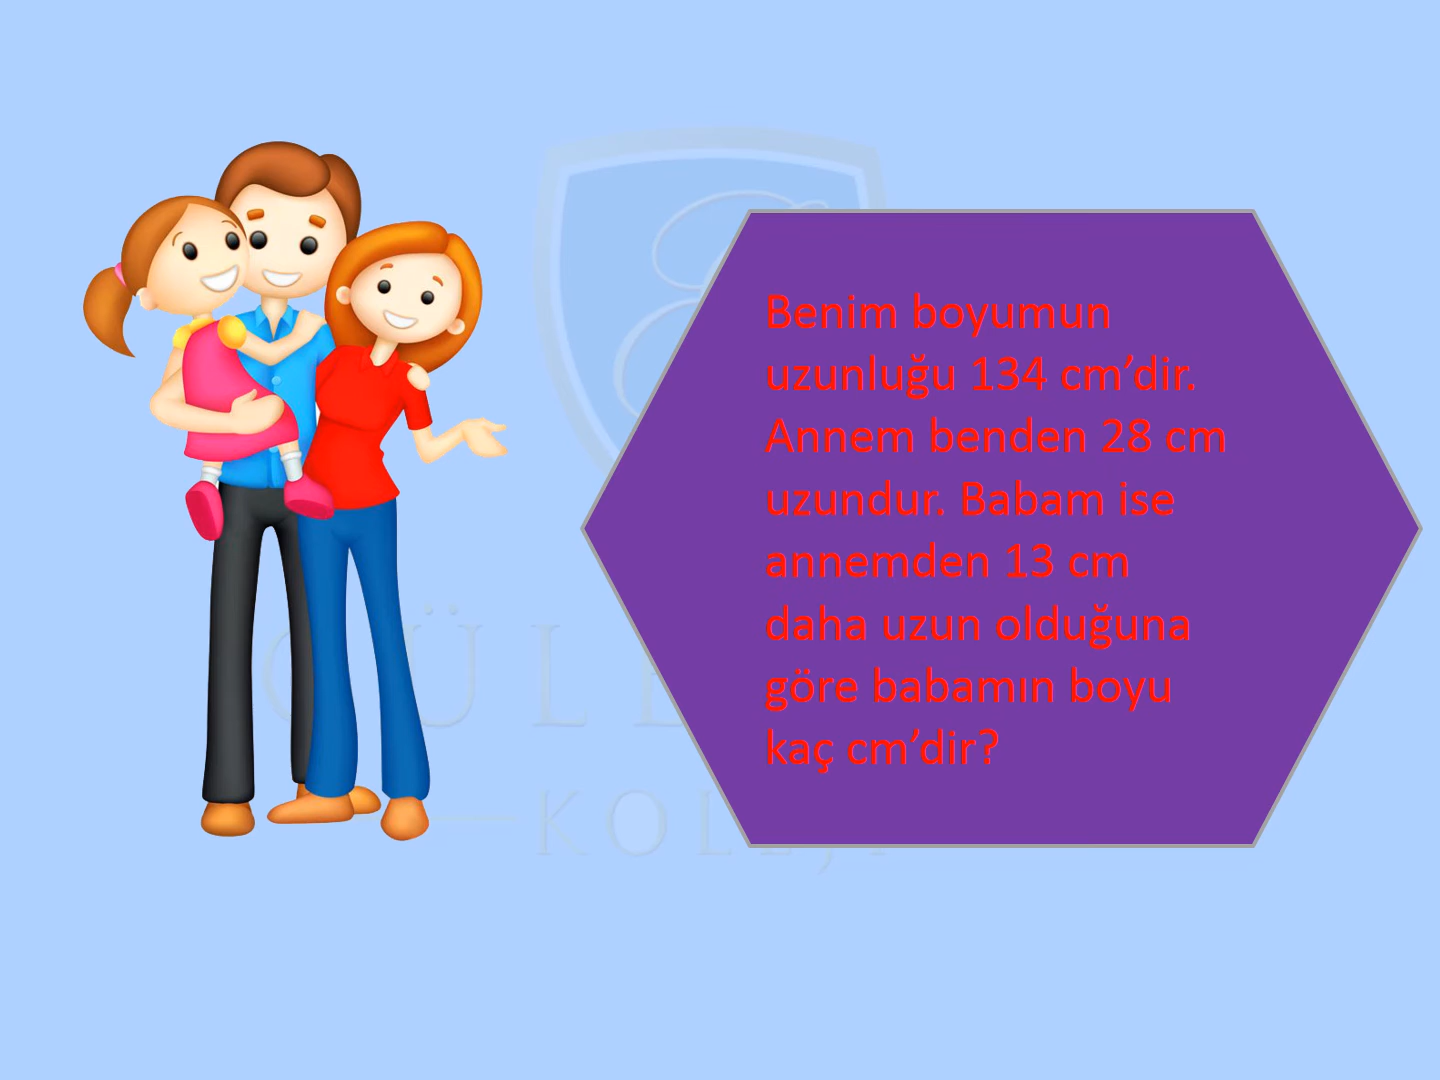 Benim boyumun
uzunluğu 134 cm’dir.
Annem benden 28 cm
uzundur. Babam ise
annemden 13 cm
daha uzun olduğuna
göre babamın boyu
kaç cm’dir?